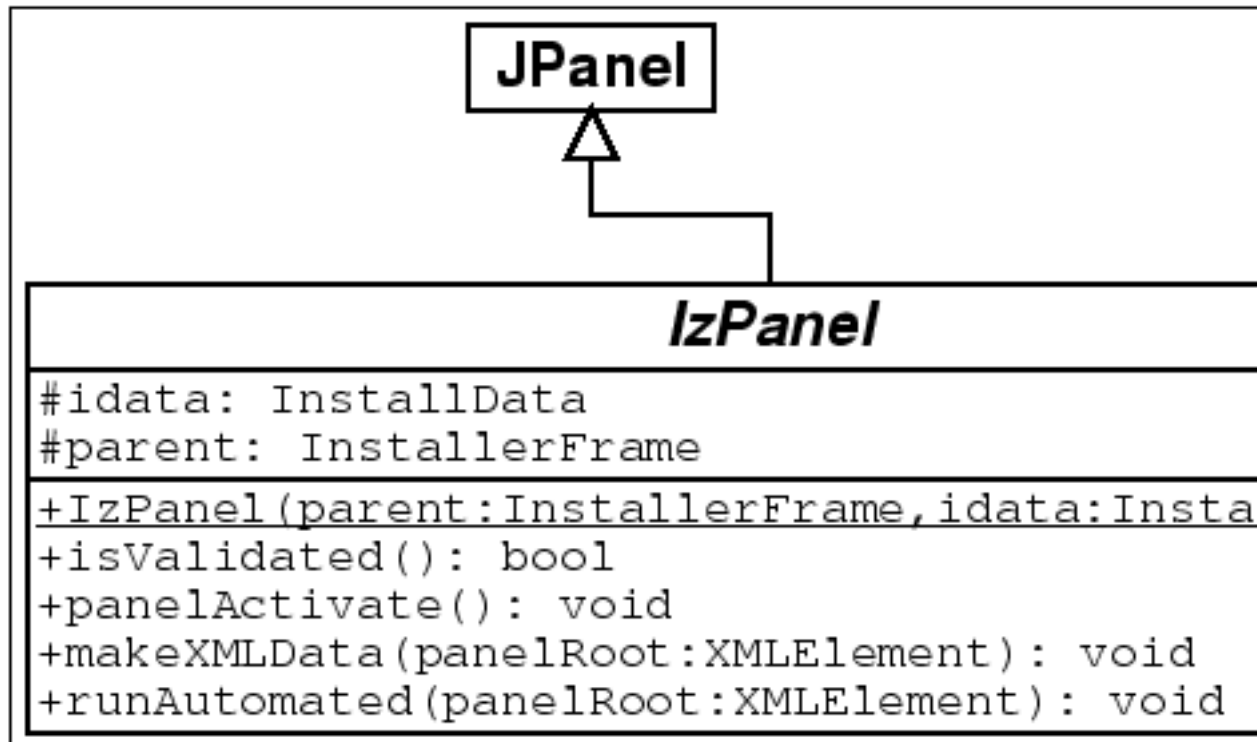 JPanel
IzPanel
#idata: InstallData
#parent: InstallerFrame
+IzPanel(parent:InstallerFrame,idata:Insta
+isValidated(): bool
+panelActivate(): void
+makeXMLData(panelRoot:XMLElement): void
+runAutomated(panelRoot:XMLElement): void